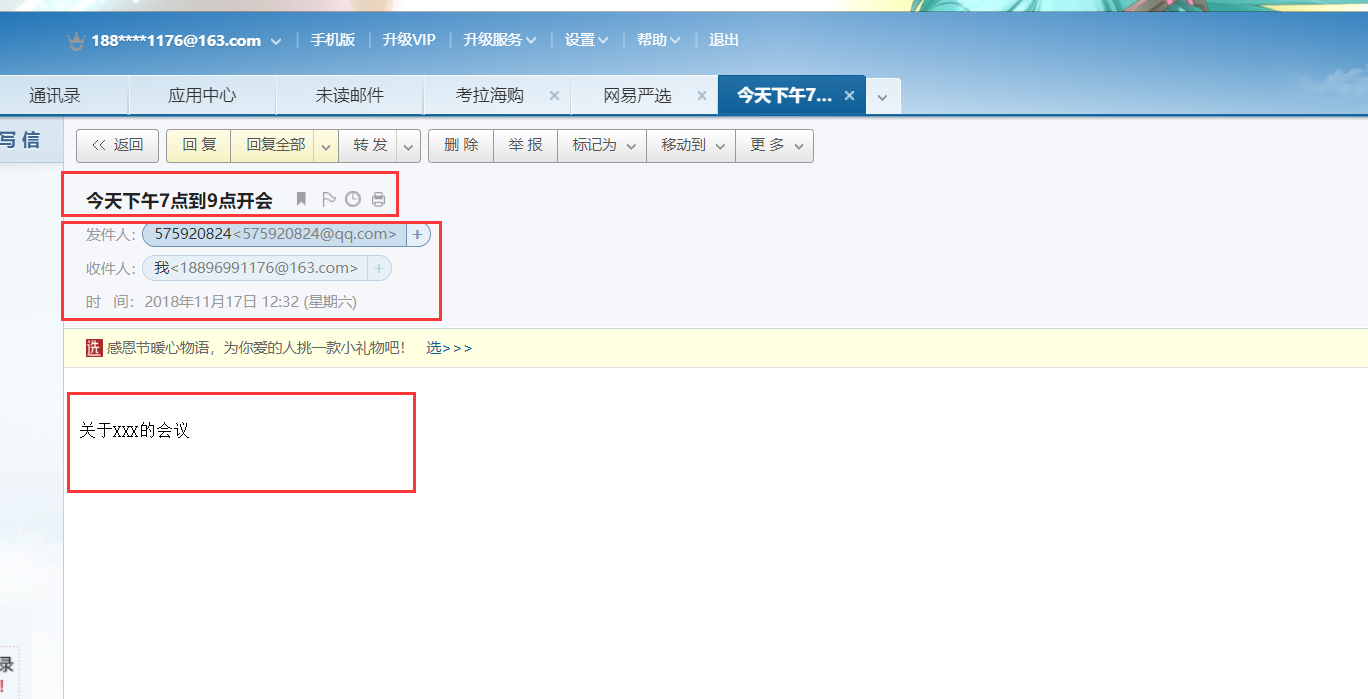 188****1176@163.com 手机版 升级VIP 升级服务 设置 帮助 退出
通讯录 应用中心 未读邮件 考拉海购 网易严选 今天下午7...
写 信 << 返回 回 复 回复全部 转 发 删 除 举 报 标记为 移动到 更 多
今天下午7点到9点开会
发件人： 575920824<575920824@qq.com> +
收件人： 我<18896991176@163.com> +
时 间： 2018年11月17日 12:32 (星期六)
选 感恩节暖心物语，为你爱的人挑一款小礼物吧！ 选>>>
关于xxx的会议
录
!